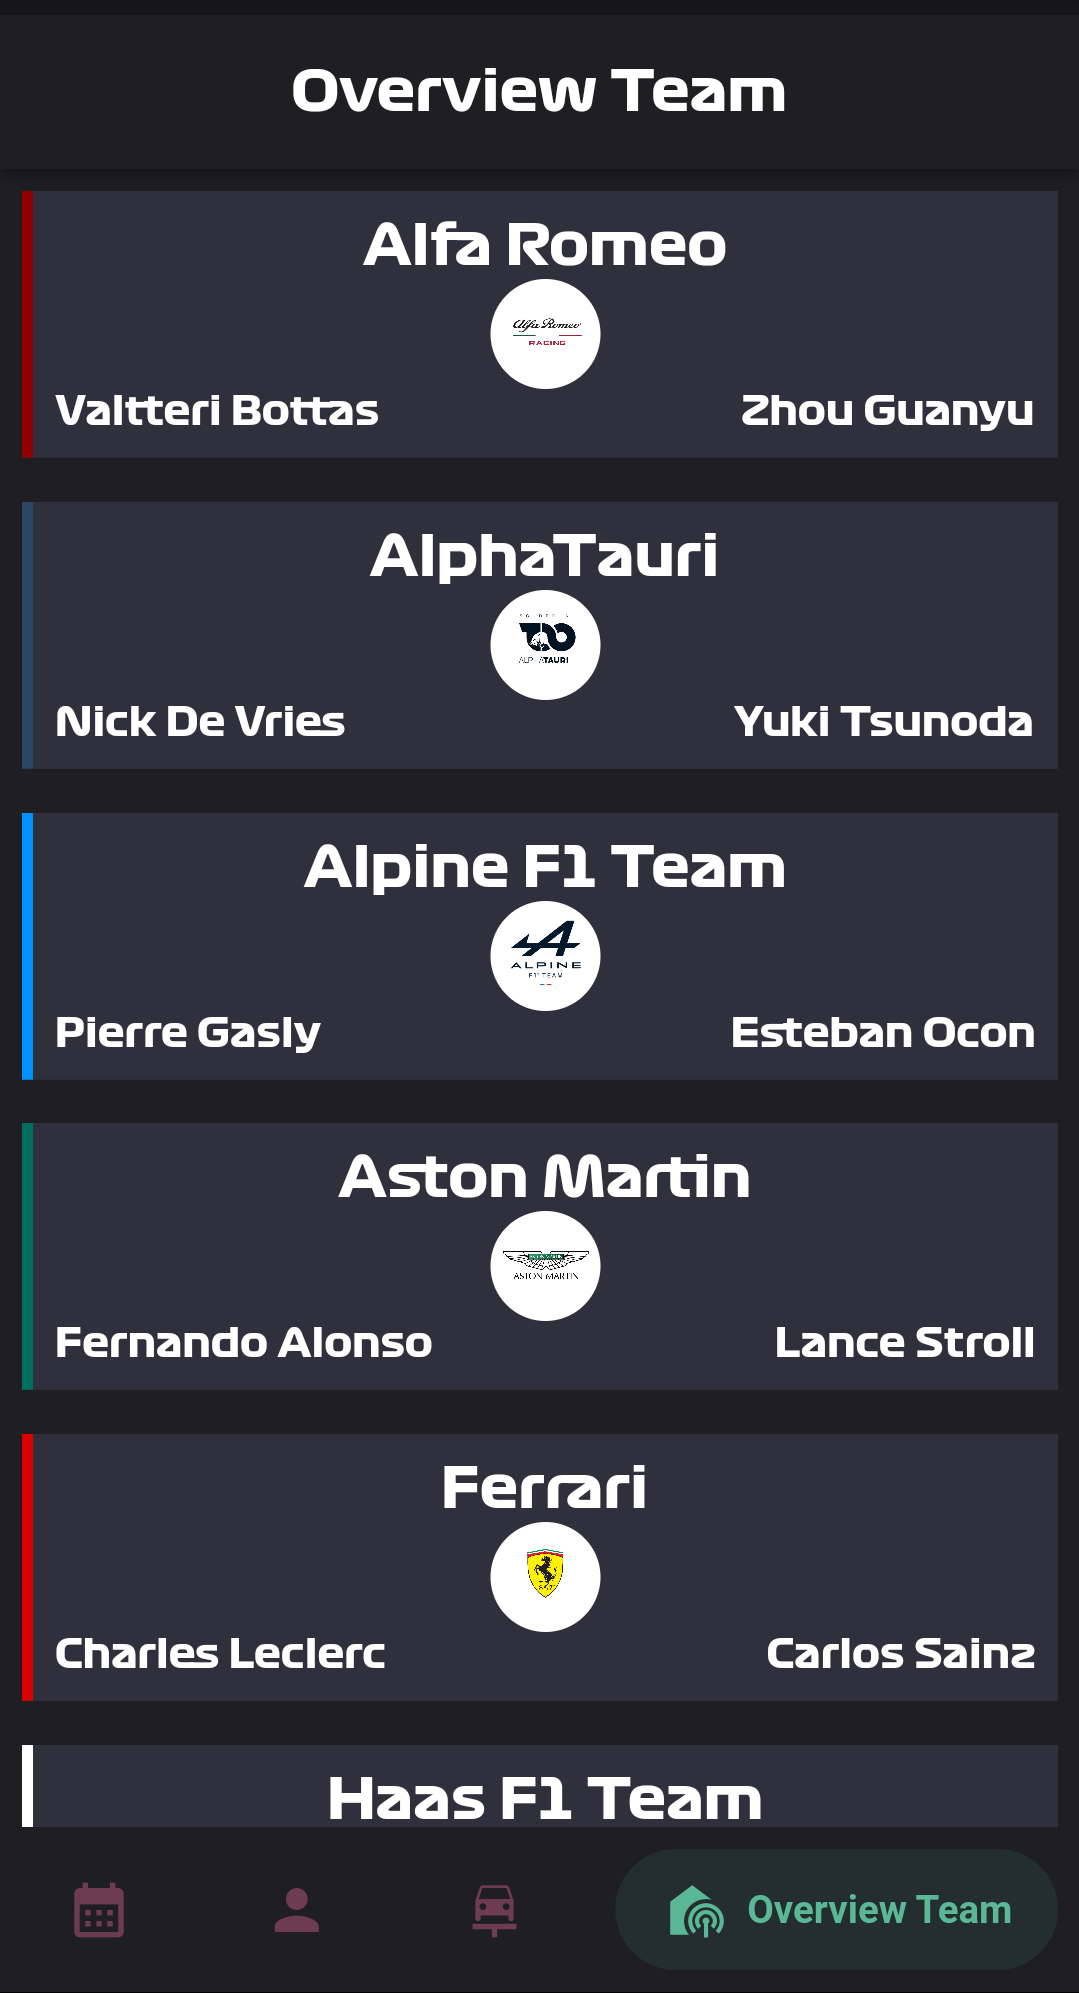 Overview Team
Alfa Romeo
Alfa Romeo
RACING
Valtteri Bottas Zhou Guanyu
AlphaTauri
ALPHATAURI
Nick De Vries Yuki Tsunoda
Alpine F1 Team
ALPINE
F1 TEAM
Pierre Gasly Esteban Ocon
Aston Martin
ASTON MARTIN
ASTON MARTIN
Fernando Alonso Lance Stroll
Ferrari
Charles Leclerc Carlos Sainz
Haas F1 Team
Overview Team